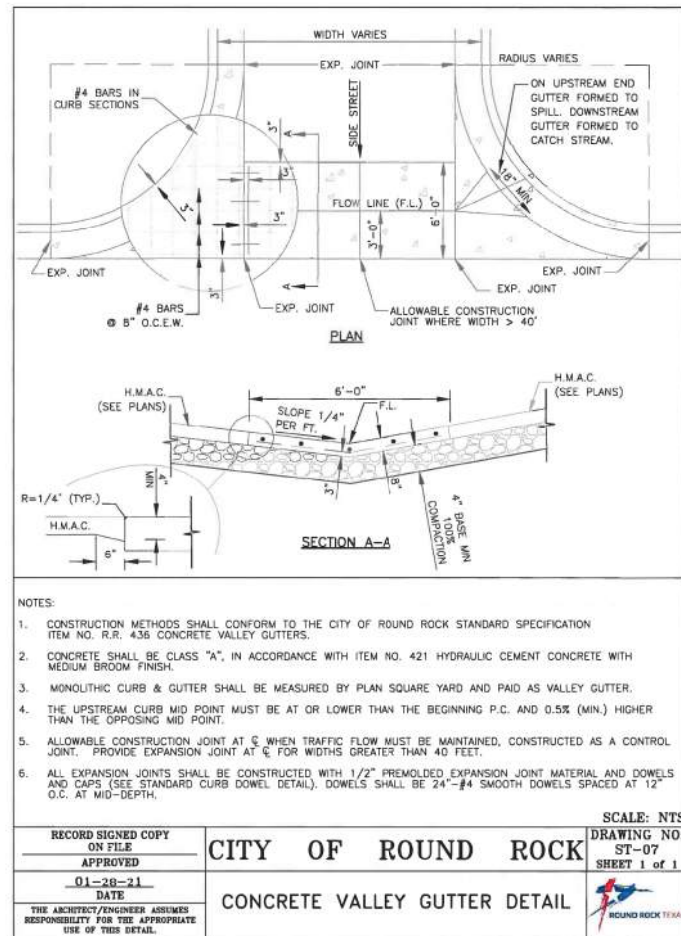 WIDTH VARIES
EXP. JOINT
RADIUS VARIES
#4 BARS IN
CURB SECTIONS
ON UPSTREAM END
GUTTER FORMED TO
SPILL. DOWNSTREAM
GUTTER FORMED TO
CATCH STREAM.
SIDE STREET
A
3"
3"
3"
18" MIN
FLOW LINE (F.L.)
3"
6'-0"
3'-0"
A
3"
EXP. JOINT
EXP. JOINT
EXP. JOINT
EXP. JOINT
#4 BARS
@ 8" O.C.E.W.
ALLOWABLE CONSTRUCTION
JOINT WHERE WIDTH > 40'
PLAN
H.M.A.C.
(SEE PLANS)
6'-0"
H.M.A.C.
(SEE PLANS)
SLOPE 1/4"
PER FT.
F.L.
3"
8"
4" BASE MIN
100%
COMPACTION
R=1/4" (TYP.)
4"
MIN
H.M.A.C.
6"
SECTION A-A
NOTES:
1. CONSTRUCTION METHODS SHALL CONFORM TO THE CITY OF ROUND ROCK STANDARD SPECIFICATION
ITEM NO. R.R. 436 CONCRETE VALLEY GUTTERS.
2. CONCRETE SHALL BE CLASS "A", IN ACCORDANCE WITH ITEM NO. 421 HYDRAULIC CEMENT CONCRETE WITH
MEDIUM BROOM FINISH.
3. MONOLITHIC CURB & GUTTER SHALL BE MEASURED BY PLAN SQUARE YARD AND PAID AS VALLEY GUTTER.
4. THE UPSTREAM CURB MID POINT MUST BE AT OR LOWER THAN THE BEGINNING P.C. AND 0.5% (MIN.) HIGHER
THAN THE OPPOSING MID POINT.
5. ALLOWABLE CONSTRUCTION JOINT AT ℄ WHEN TRAFFIC FLOW MUST BE MAINTAINED, CONSTRUCTED AS A CONTROL
JOINT. PROVIDE EXPANSION JOINT AT ℄ FOR WIDTHS GREATER THAN 40 FEET.
6. ALL EXPANSION JOINTS SHALL BE CONSTRUCTED WITH 1/2" PREMOLDED EXPANSION JOINT MATERIAL AND DOWELS
AND CAPS (SEE STANDARD CURB DOWEL DETAIL). DOWELS SHALL BE 24"-#4 SMOOTH DOWELS SPACED AT 12"
O.C. AT MID-DEPTH.
SCALE: NTS
RECORD SIGNED COPY
ON FILE
APPROVED
01-28-21
DATE
THE ARCHITECT/ENGINEER ASSUMES
RESPONSIBILITY FOR THE APPROPRIATE
USE OF THIS DETAIL.
CITY OF ROUND ROCK
CONCRETE VALLEY GUTTER DETAIL
DRAWING NO
ST-07
SHEET 1 of 1
ROUND ROCK TEXAS